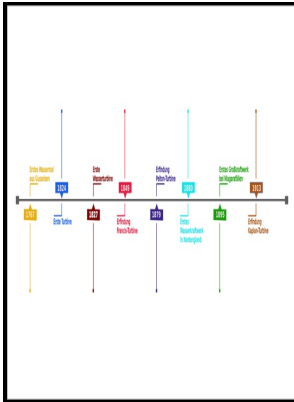 Erstes Wasserrad
aus Gusseisen
1767
1824
Erste Turbine
Erste
Wasserturbine
1827
1849
Erfindung
Francis-Turbine
Erfindung
Pelton-Turbine
1879
1880
Erstes
Wasserkraftwerk
in Northengland
Erstes Großkraftwerk
bei Niagarafällen
1895
1913
Erfindung
Kaplan-Turbine